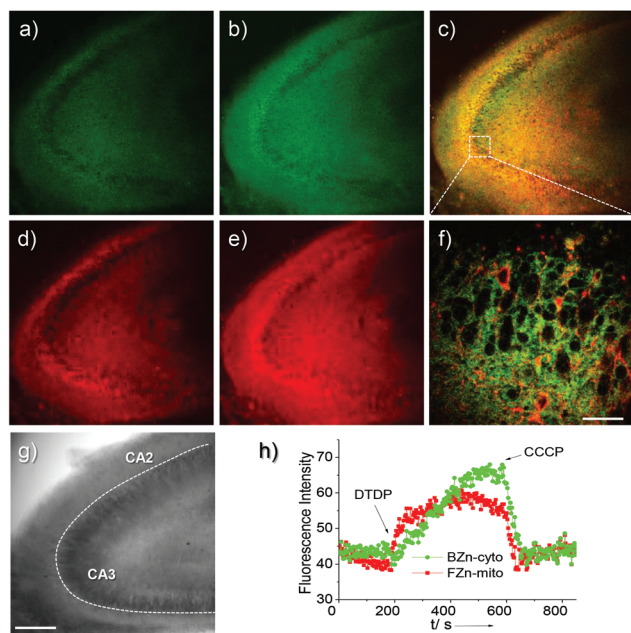 a)
b)
c)
d)
e)
f)
g)
CA2
CA3
h)
Fluorescence Intensity
70
60
50
40
30
DTDP
CCCP
BZn-cyto
FZn-mito
0 200 400 600 800
t/ s